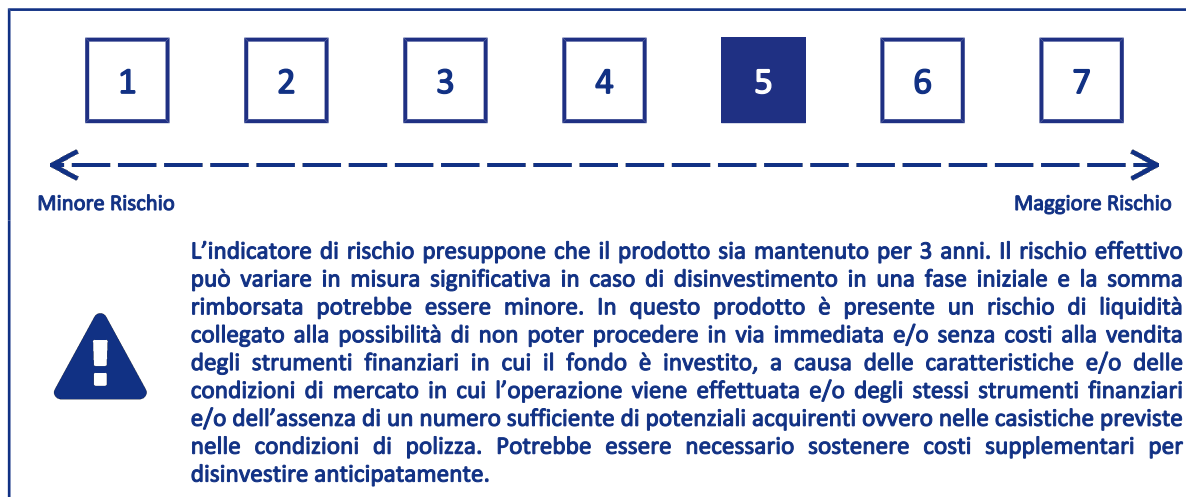 1 2 3 4 5 6 7
Minore Rischio Maggiore Rischio
L'indicatore di rischio presuppone che il prodotto sia mantenuto per 3 anni. Il rischio effettivo
può variare in misura significativa in caso di disinvestimento in una fase iniziale e la somma
rimborsata potrebbe essere minore. In questo prodotto è presente un rischio di liquidità
collegato alla possibilità di non poter procedere in via immediata e/o senza costi alla vendita
degli strumenti finanziari in cui il fondo è investito, a causa delle caratteristiche e/o delle
condizioni di mercato in cui l'operazione viene effettuata e/o degli stessi strumenti finanziari
e/o dell'assenza di un numero sufficiente di potenziali acquirenti ovvero nelle casistiche previste
nelle condizioni di polizza. Potrebbe essere necessario sostenere costi supplementari per
disinvestire anticipatamente.